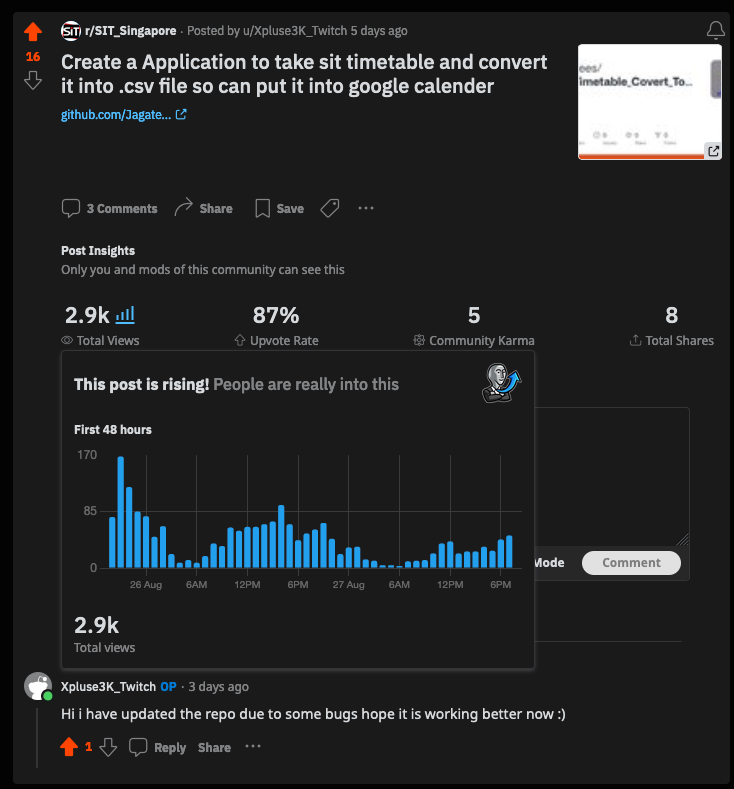 SiT r/SIT_Singapore · Posted by u/Xpluse3K_Twitch 5 days ago
16
Create a Application to take sit timetable and convert
it into .csv file so can put it into google calender
github.com/Jagate...
ees/
imetable_Covert_To...
3 Comments Share Save ...
Post Insights
Only you and mods of this community can see this
2.9k 87% 5 8
Total Views Upvote Rate Community Karma Total Shares
This post is rising! People are really into this
First 48 hours
170
85
0
26 Aug 6AM 12PM 6PM 27 Aug 6AM 12PM 6PM
Mode Comment
2.9k
Total views
Xpluse3K_Twitch OP · 3 days ago
Hi i have updated the repo due to some bugs hope it is working better now :)
1 Reply Share ...